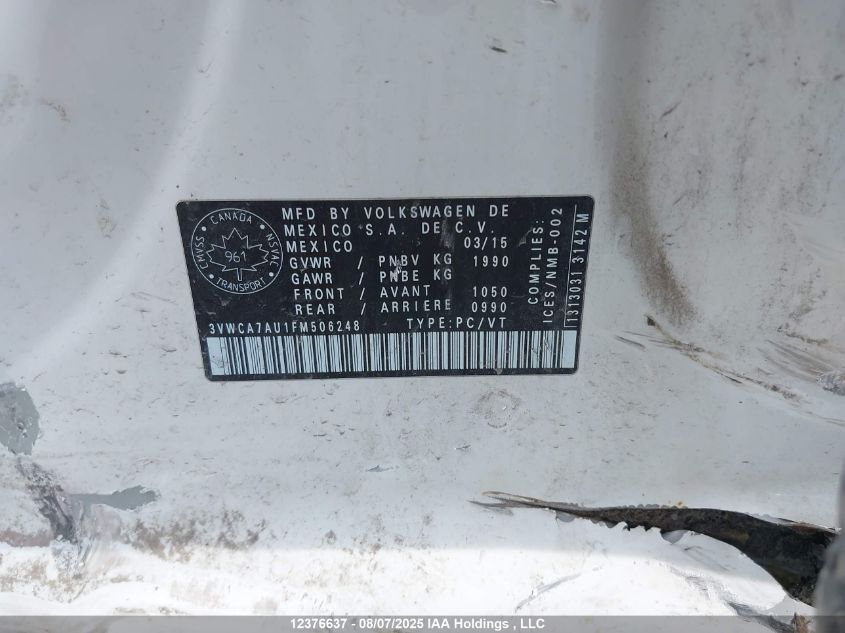 CANADA
CMVSS
NSVAC
961
TRANSPORT
MFD BY VOLKSWAGEN DE
MEXICO S.A. DE C.V.
MEXICO 03/15
GVWR / PNBV KG 1990
GAWR / PNBE KG
FRONT / AVANT 1050
REAR / ARRIERE 0990
3VWCA7AU1FM506248 TYPE:PC/VT
COMPLIES:
ICES/NMB-002
1313031 3142 M
12376637 - 08/07/2025 IAA Holdings , LLC